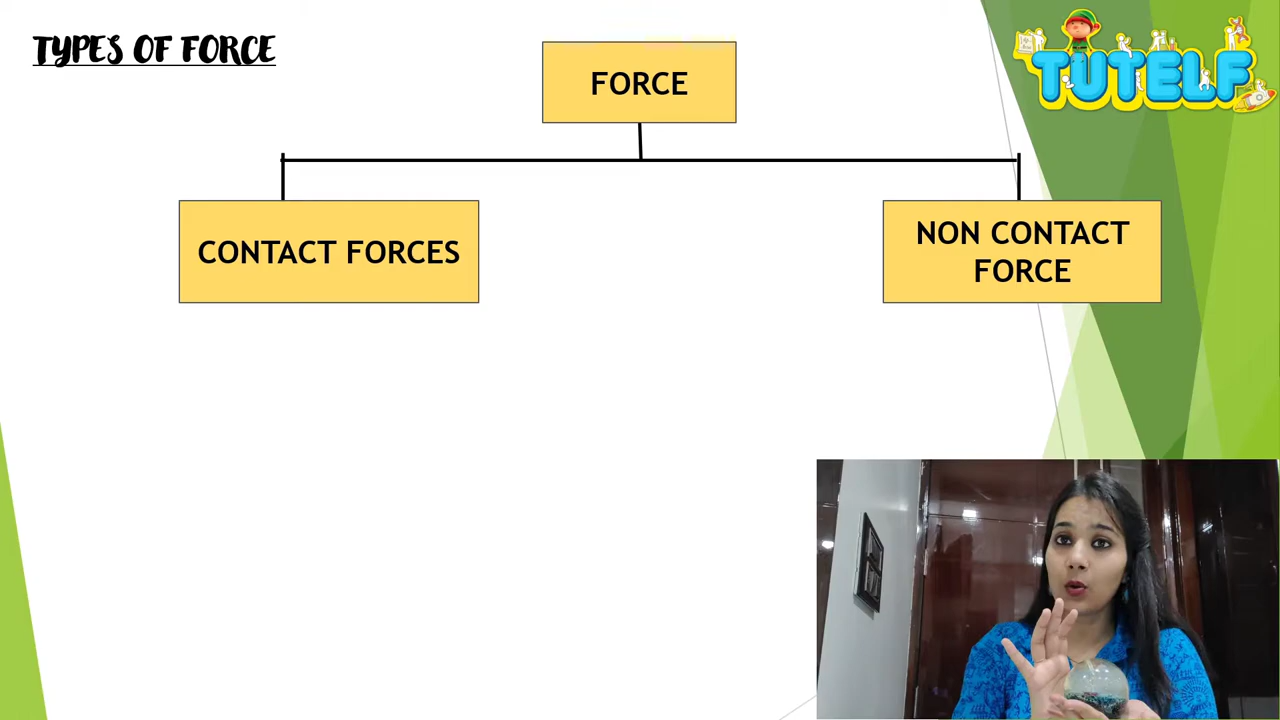 TYPES OF FORCE
FORCE
TUTELF
CONTACT FORCES
NON CONTACT
FORCE